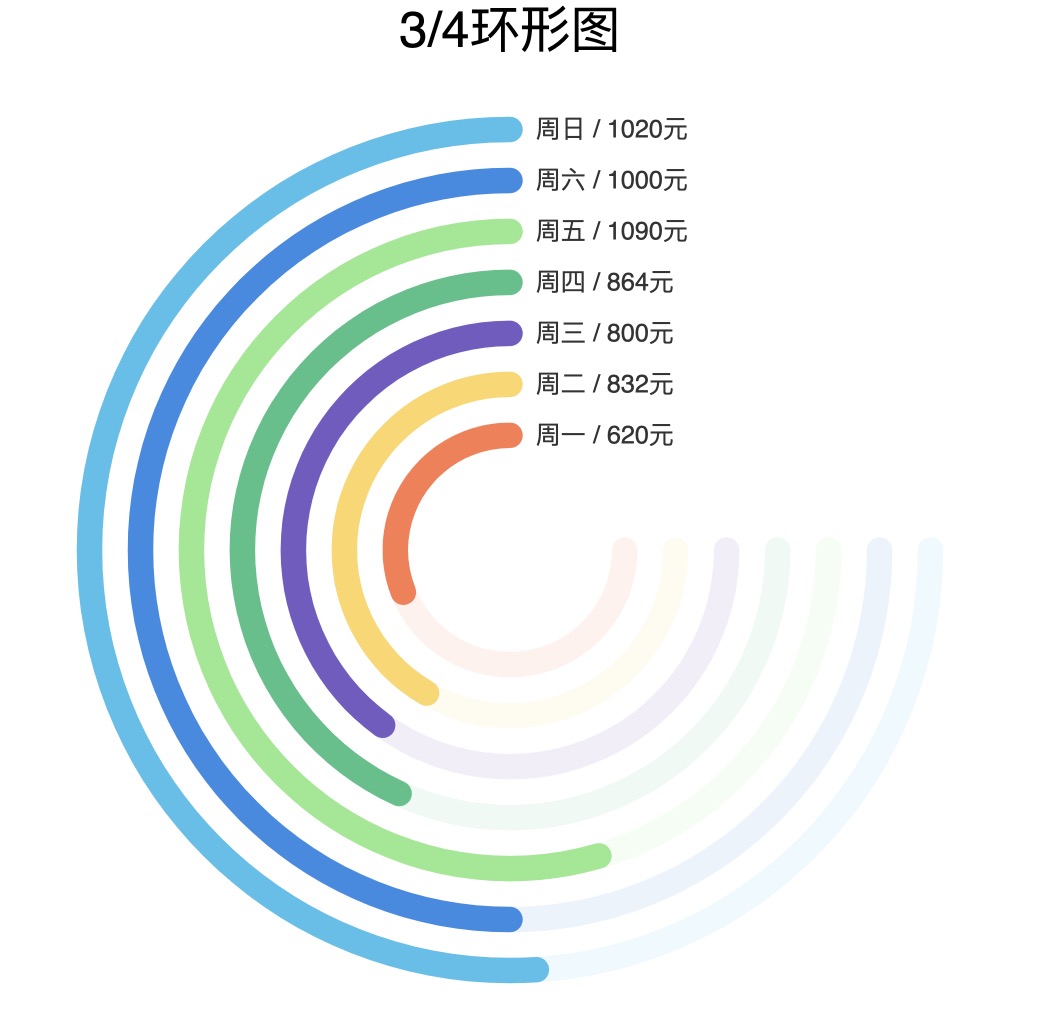 3/4环形图
周日 / 1020元
周六 / 1000元
周五 / 1090元
周四 / 864元
周三 / 800元
周二 / 832元
周一 / 620元